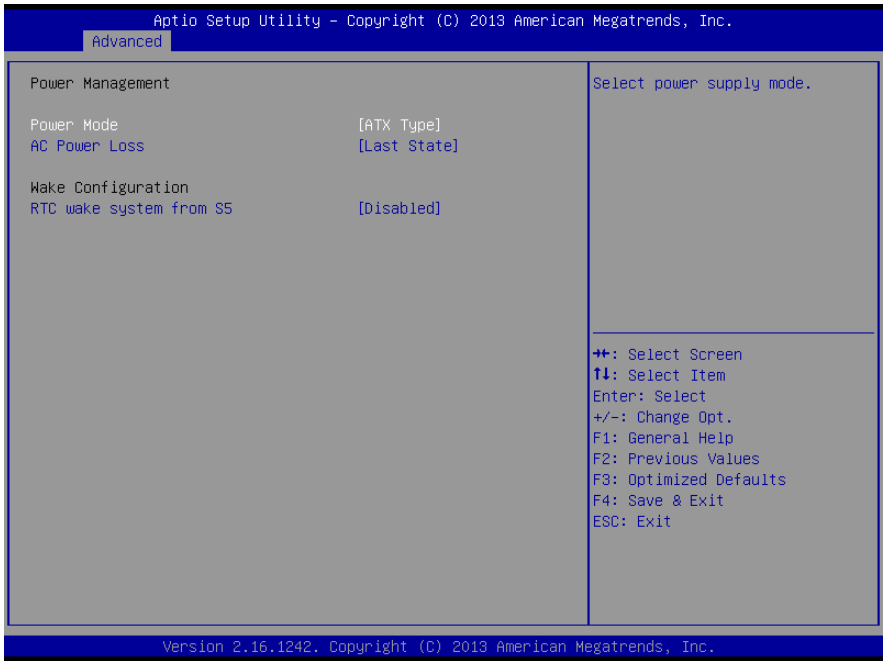 Aptio Setup Utility – Copyright (C) 2013 American Megatrends, Inc.
Advanced
Power Management
Power Mode [ATX Type]
AC Power Loss [Last State]
Wake Configuration
RTC wake system from S5 [Disabled]
Select power supply mode.
→←: Select Screen
↑↓: Select Item
Enter: Select
+/-: Change Opt.
F1: General Help
F2: Previous Values
F3: Optimized Defaults
F4: Save & Exit
ESC: Exit
Version 2.16.1242. Copyright (C) 2013 American Megatrends, Inc.